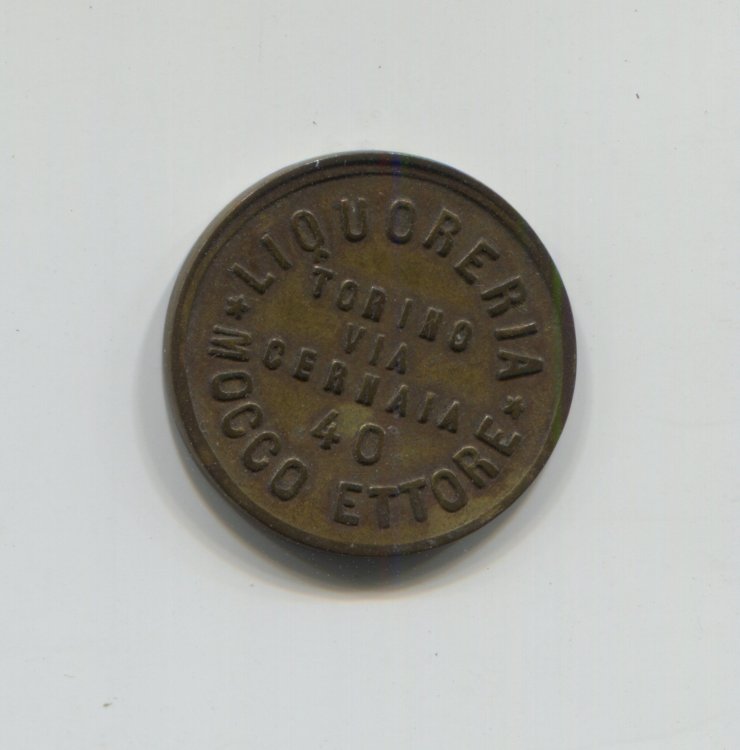 LIQUORERIA
TORINO
VIA
CERNAIA
40
MOCCO ETTORE